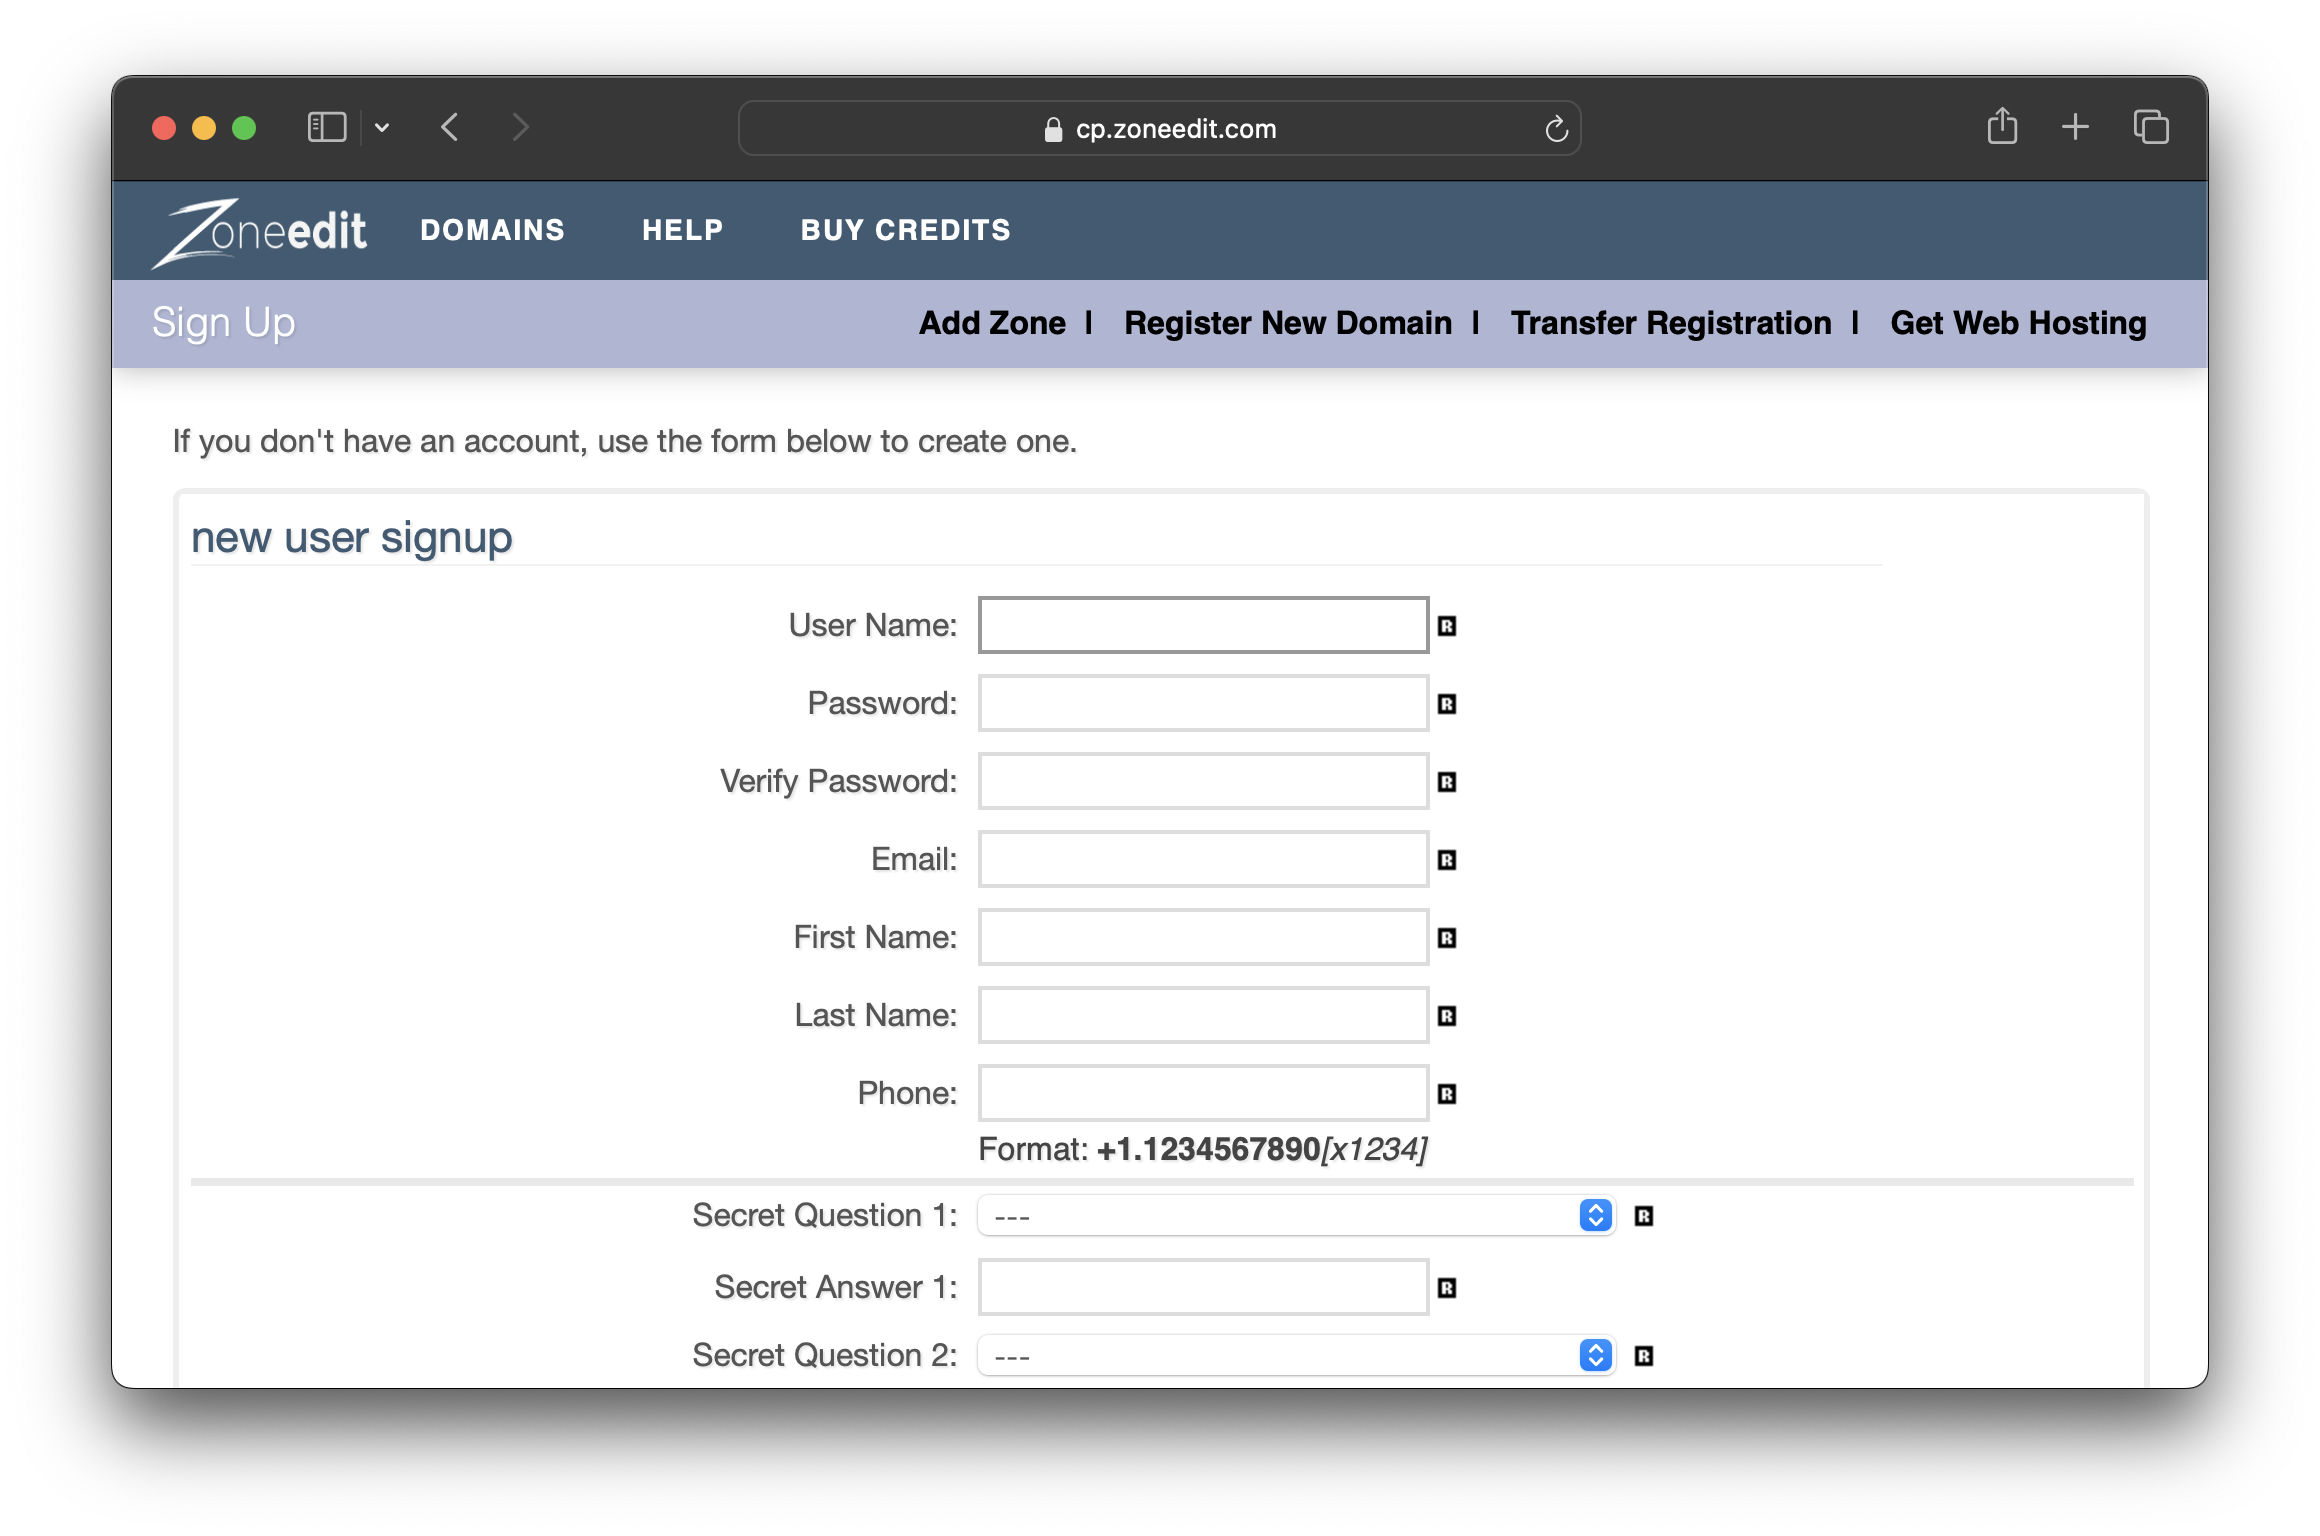 cp.zoneedit.com
Zoneedit DOMAINS HELP BUY CREDITS
Sign Up Add Zone | Register New Domain | Transfer Registration | Get Web Hosting
If you don't have an account, use the form below to create one.
new user signup
User Name: R
Password: R
Verify Password: R
Email: R
First Name: R
Last Name: R
Phone: R
Format: +1.1234567890[x1234]
Secret Question 1: --- R
Secret Answer 1: R
Secret Question 2: --- R